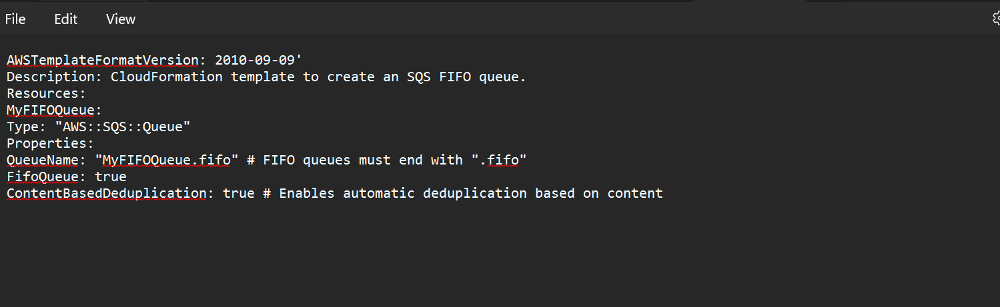 File Edit View
AWSTemplateFormatVersion: 2010-09-09'
Description: CloudFormation template to create an SQS FIFO queue.
Resources:
MyFIFOQueue:
Type: "AWS::SQS::Queue"
Properties:
QueueName: "MyFIFOQueue.fifo" # FIFO queues must end with ".fifo"
FifoQueue: true
ContentBasedDeduplication: true # Enables automatic deduplication based on content